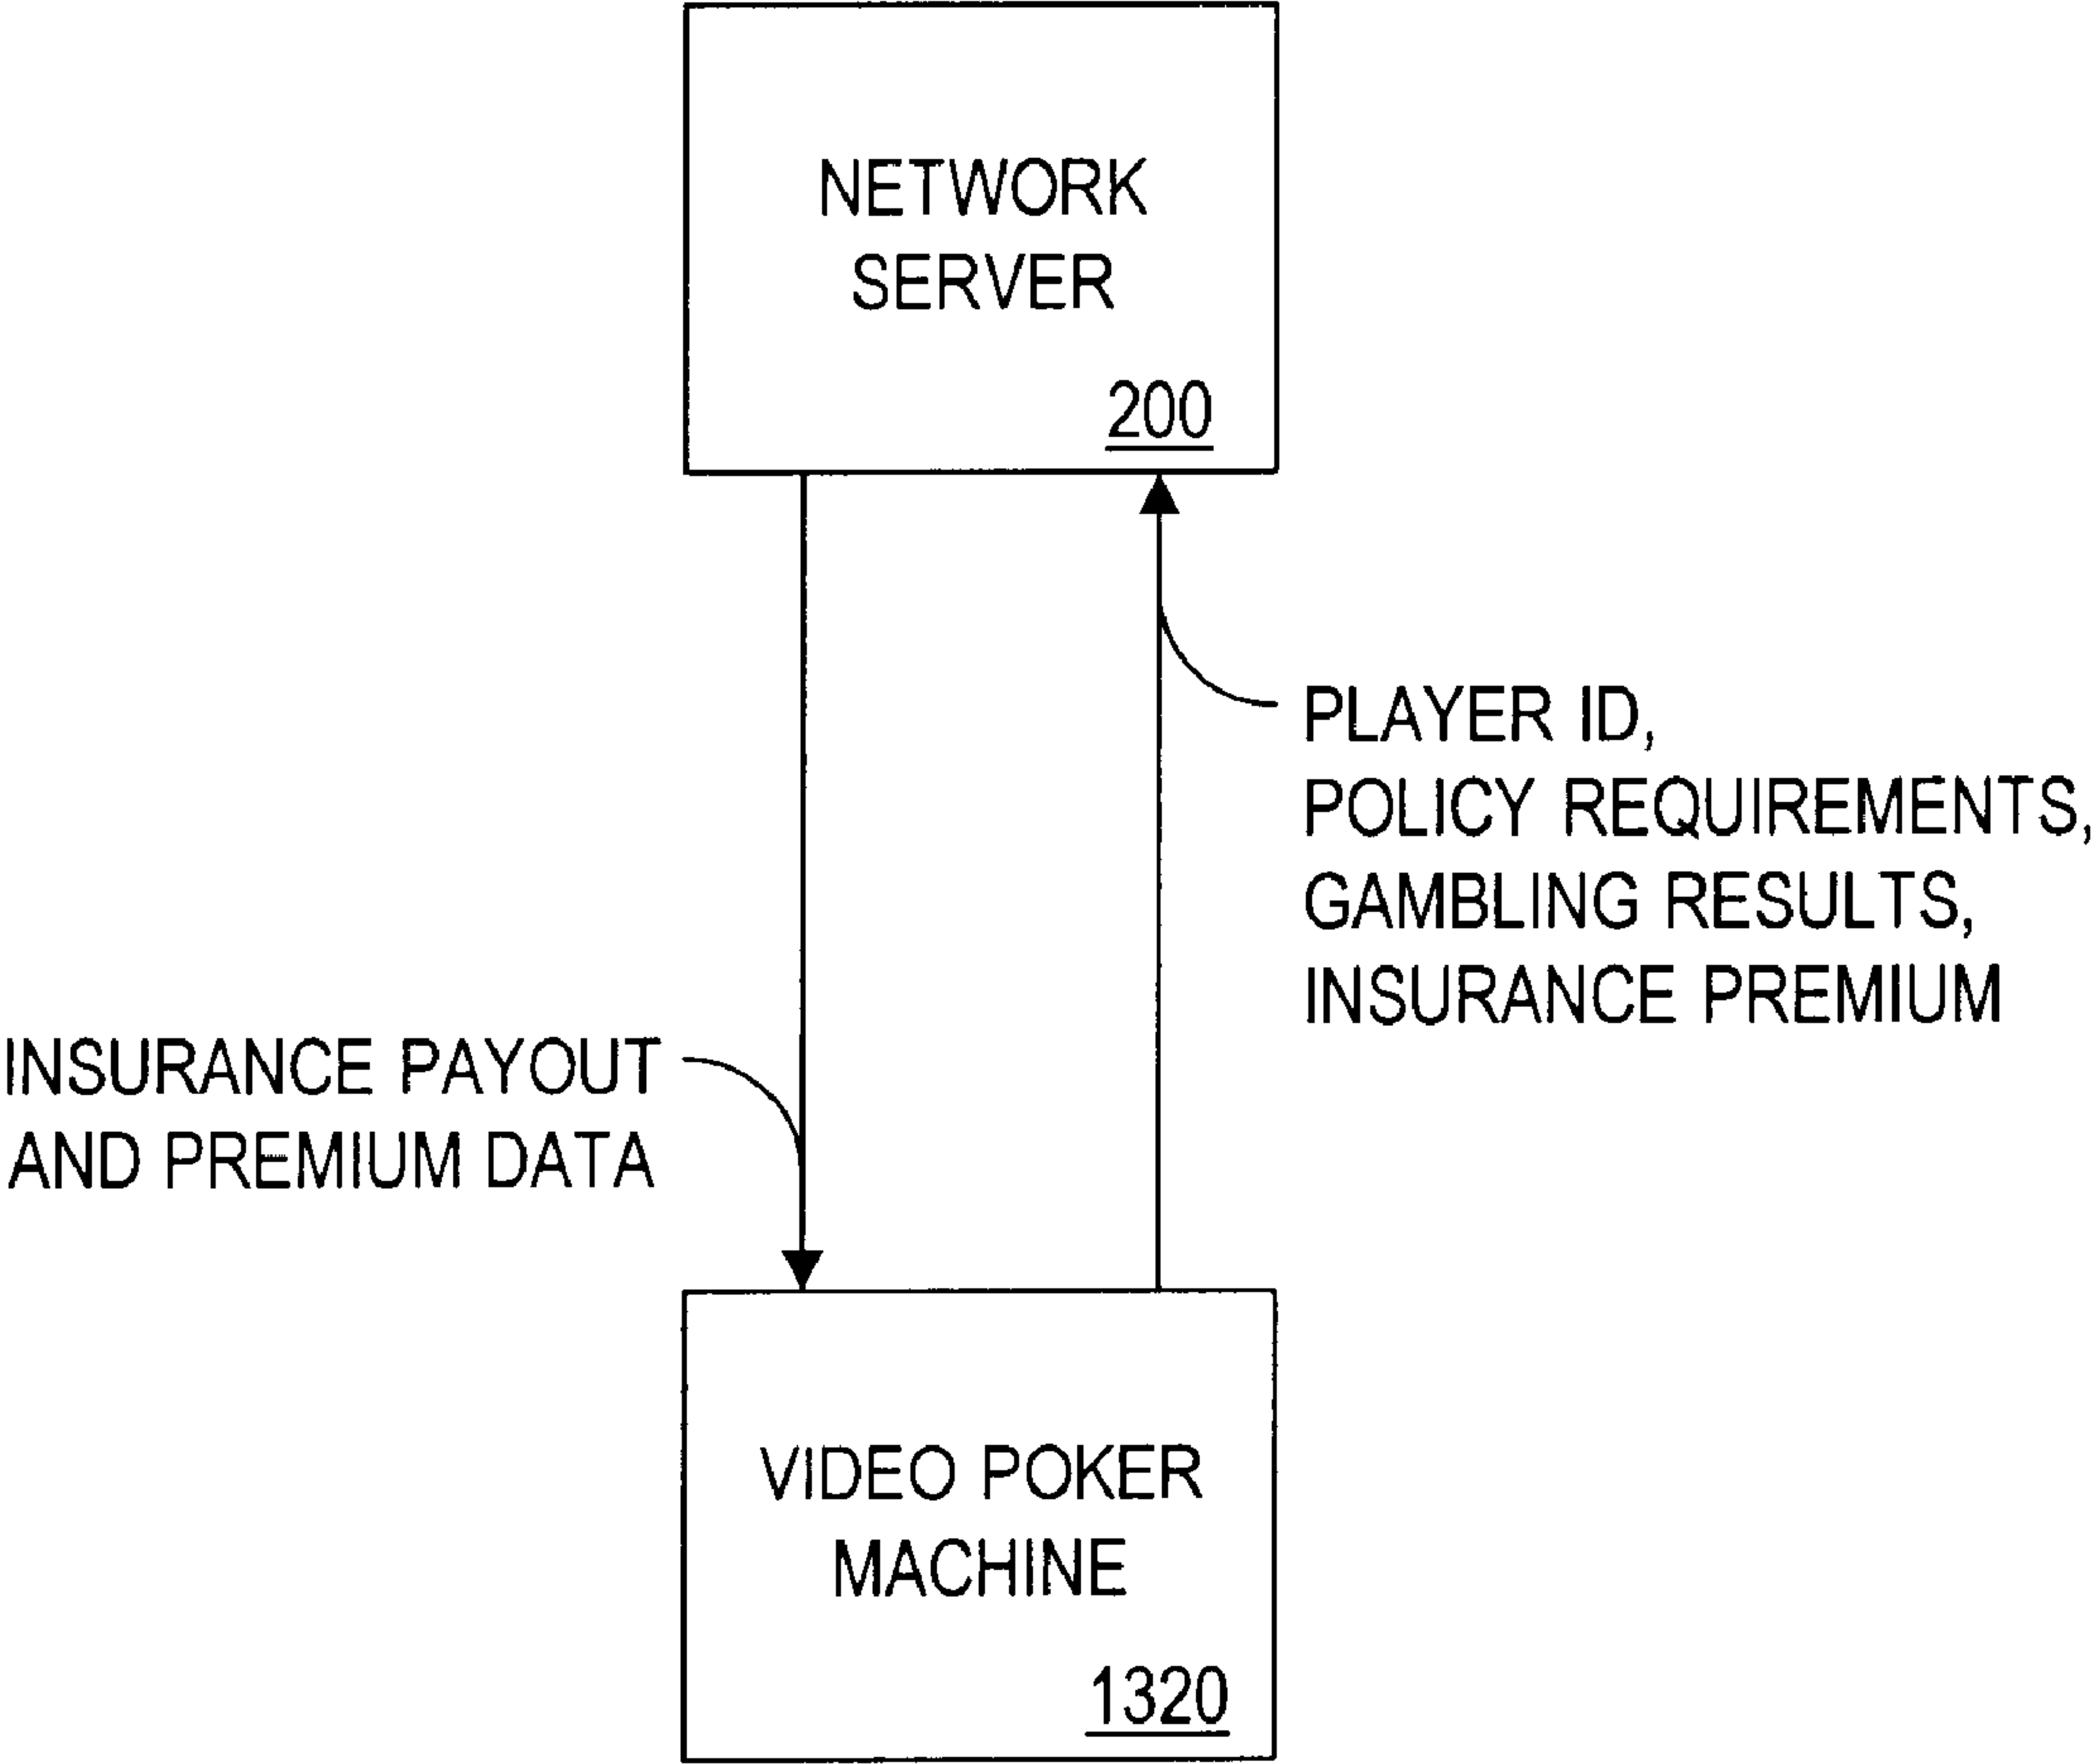 NETWORK
SERVER
200
PLAYER ID,
POLICY REQUIREMENTS,
GAMBLING RESULTS,
INSURANCE PREMIUM
INSURANCE PAYOUT
AND PREMIUM DATA
VIDEO POKER
MACHINE
1320